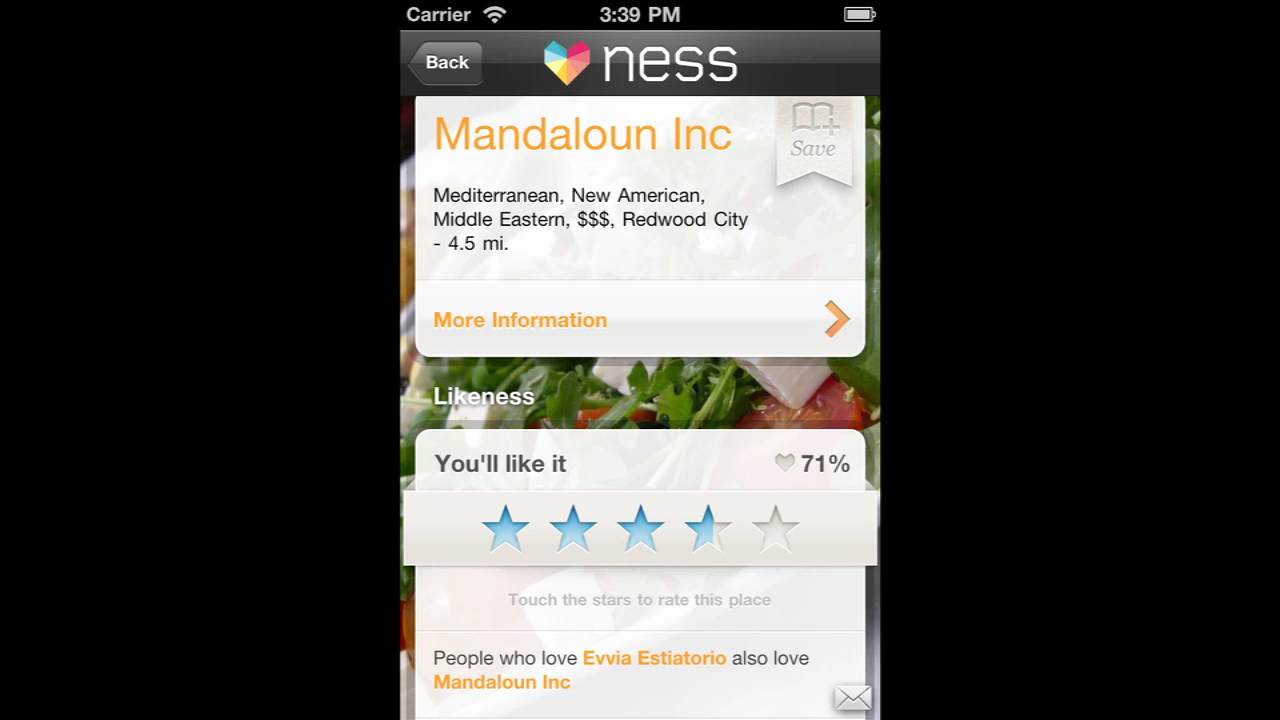 Carrier 3:39 PM
Back ness
Mandaloun Inc
Save
Mediterranean, New American,
Middle Eastern, $$$, Redwood City
- 4.5 mi.
More Information
Likeness
You'll like it 71%
Touch the stars to rate this place
People who love Evvia Estiatorio also love
Mandaloun Inc